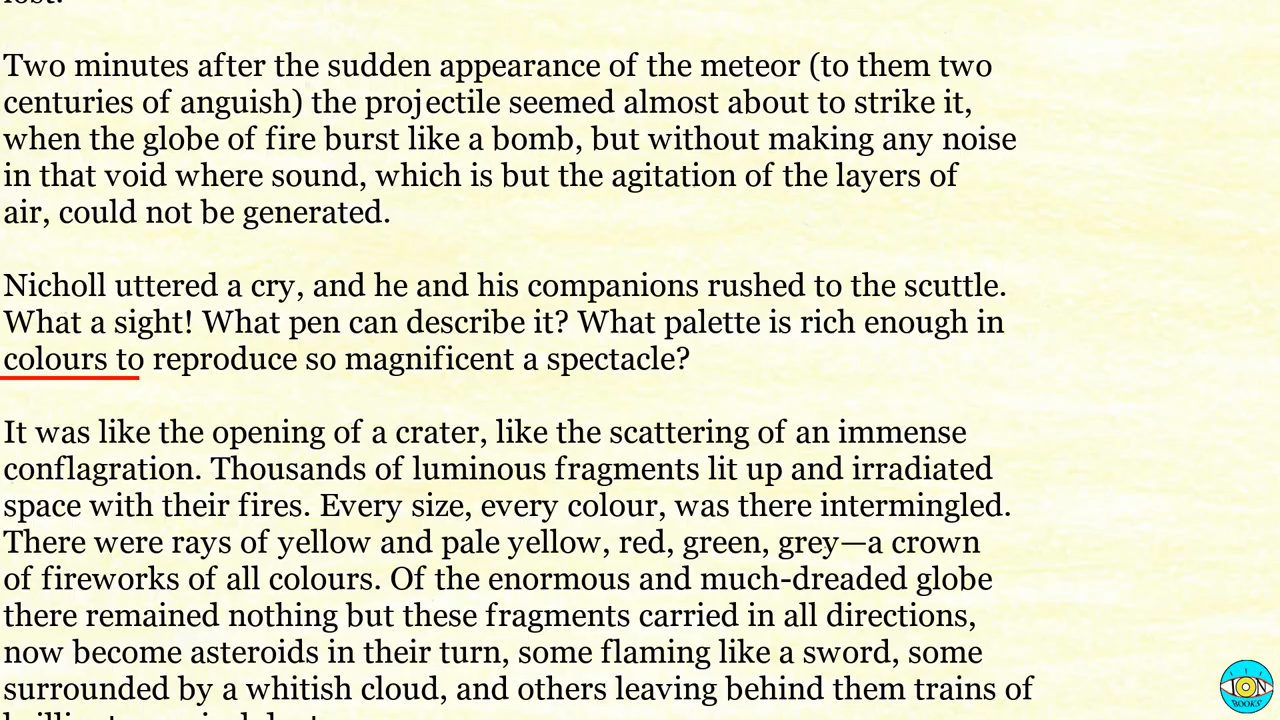 lost.
Two minutes after the sudden appearance of the meteor (to them two
centuries of anguish) the projectile seemed almost about to strike it,
when the globe of fire burst like a bomb, but without making any noise
in that void where sound, which is but the agitation of the layers of
air, could not be generated.
Nicholl uttered a cry, and he and his companions rushed to the scuttle.
What a sight! What pen can describe it? What palette is rich enough in
colours to reproduce so magnificent a spectacle?
It was like the opening of a crater, like the scattering of an immense
conflagration. Thousands of luminous fragments lit up and irradiated
space with their fires. Every size, every colour, was there intermingled.
There were rays of yellow and pale yellow, red, green, grey—a crown
of fireworks of all colours. Of the enormous and much-dreaded globe
there remained nothing but these fragments carried in all directions,
now become asteroids in their turn, some flaming like a sword, some
surrounded by a whitish cloud, and others leaving behind them trains of
ION
BOOKS